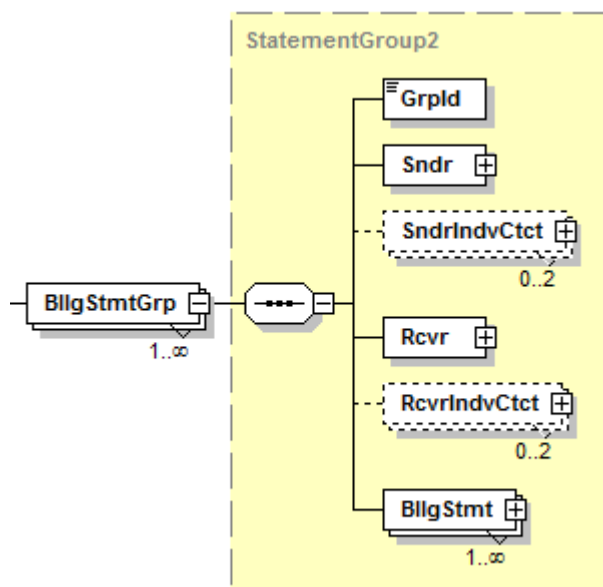 StatementGroup2
GrpId
Sndr
SndrIndvCtct
0..2
BllgStmtGrp
1..∞
Rcvr
RcvrIndvCtct
0..2
BllgStmt
1..∞